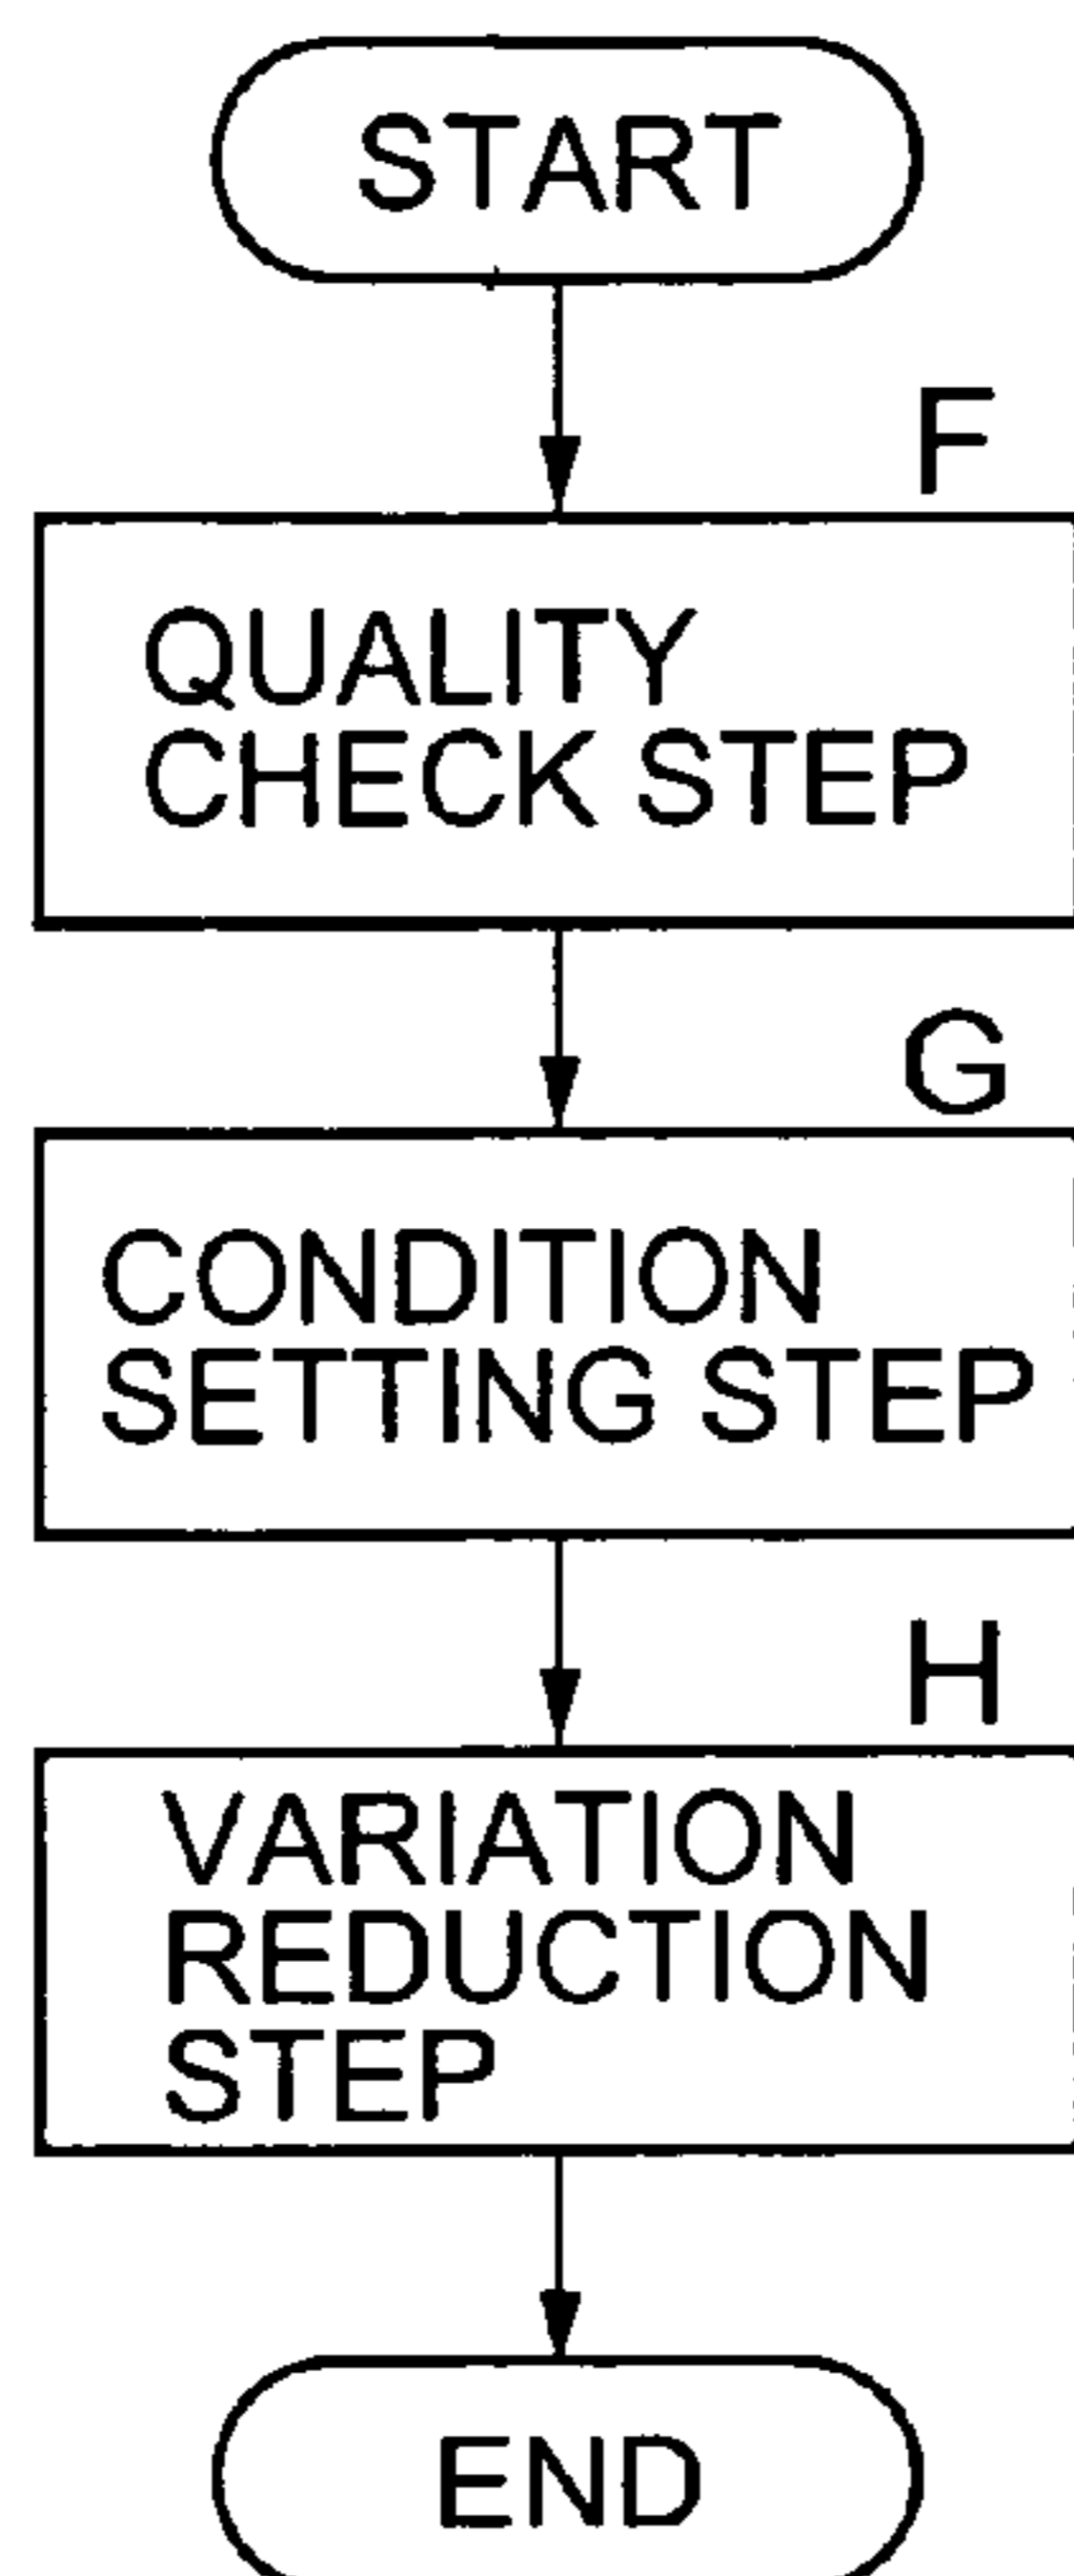 START
F
QUALITY
CHECK STEP
G
CONDITION
SETTING STEP
H
VARIATION
REDUCTION
STEP
END